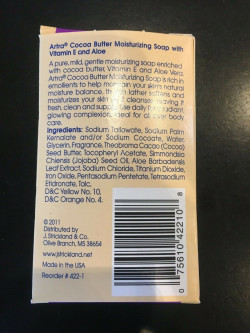 Artra® Cocoa Butter Moisturizing Soap with
Vitamin E and Aloe
A pure, mild, gentle moisturizing soap enriched
with cocoa butter, Vitamin E and Aloe Vera.
Artra® Cocoa Butter Moisturizing Soap is rich in
emollients to help maintain your skin's natural
moisture balance. The rich lather softens and
moisturizes your skin as it cleanses, leaving it
fresh, clean and supple. Use daily for a radiant,
glowing complexion. Ideal for all over body
care.
Ingredients: Sodium Tallowate, Sodium Palm
Kernalate and/or Sodium Cocoate, Water
Glycerin, Fragrance, Theobroma Cacao (Cocoa)
Seed Butter, Tocopheryl Acetate, Simmondsia
Chiensis (Jojoba) Seed Oil, Aloe Barbadensis
Leaf Extract, Sodium Chloride, Titanium Dioxide,
Iron Oxide, Pentasodium Pentetate, Tetrasodium
Etidronate, Talc.
D&C Yellow No. 10,
D&C Orange No. 4.
© 2011
Distributed by
J. Strickland & Co.
Olive Branch, MS 38654
www.jstrickland.net
Made in the USA
Reorder # 422-1
0 75610 42210 8